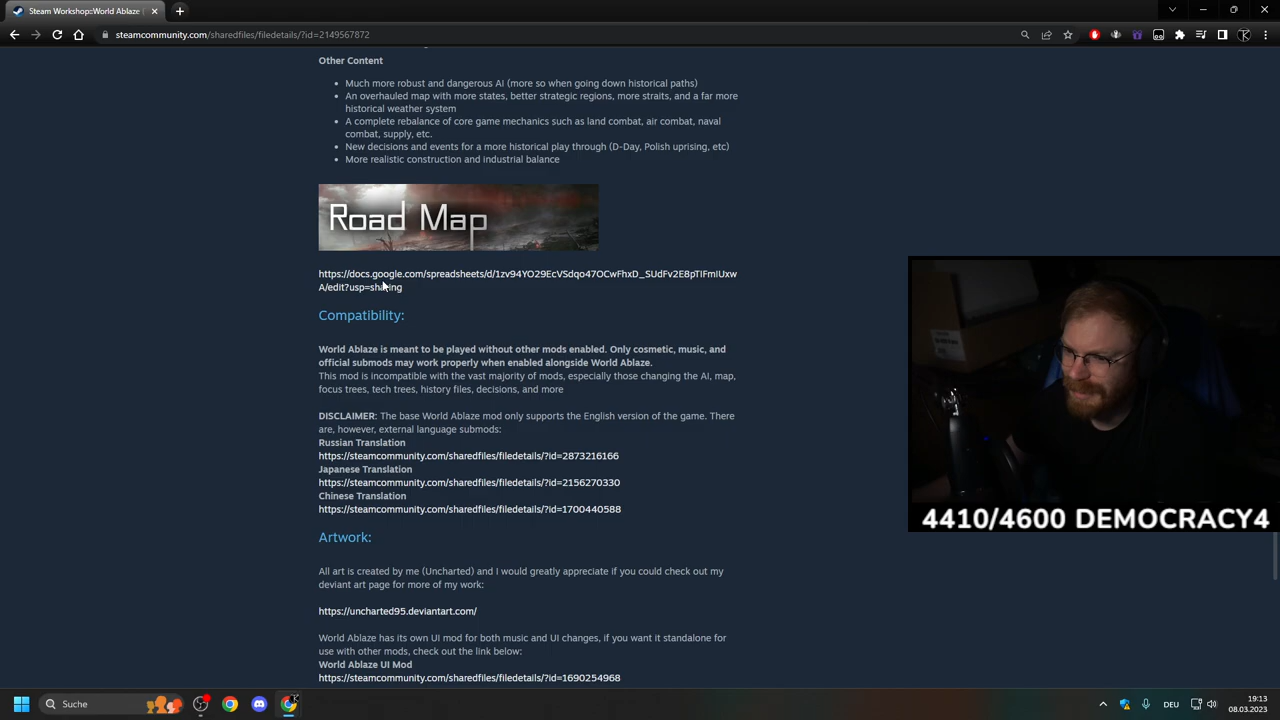 Steam Workshop::World Ablaze (
steamcommunity.com/sharedfiles/filedetails/?id=2149567872
Other Content
Much more robust and dangerous AI (more so when going down historical paths)
An overhauled map with more states, better strategic regions, more straits, and a far more
historical weather system
A complete rebalance of core game mechanics such as land combat, air combat, naval
combat, supply, etc.
New decisions and events for a more historical play through (D-Day, Polish uprising, etc)
More realistic construction and industrial balance
Road Map
https://docs.google.com/spreadsheets/d/1zv94YO29EcVSdqo47OCwFhxD_SUdFv2E8pTIFmIUxw
A/edit?usp=sharing
Compatibility:
World Ablaze is meant to be played without other mods enabled. Only cosmetic, music, and
official submods may work properly when enabled alongside World Ablaze.
This mod is incompatible with the vast majority of mods, especially those changing the AI, map,
focus trees, tech trees, history files, decisions, and more
DISCLAIMER: The base World Ablaze mod only supports the English version of the game. There
are, however, external language submods:
Russian Translation
https://steamcommunity.com/sharedfiles/filedetails/?id=2873216166
Japanese Translation
https://steamcommunity.com/sharedfiles/filedetails/?id=2156270330
Chinese Translation
https://steamcommunity.com/sharedfiles/filedetails/?id=1700440588
4410/4600 DEMOCRACY4
Artwork:
All art is created by me (Uncharted) and I would greatly appreciate if you could check out my
deviant art page for more of my work:
https://uncharted95.deviantart.com/
World Ablaze has its own UI mod for both music and UI changes, if you want it standalone for
use with other mods, check out the link below:
World Ablaze UI Mod
https://steamcommunity.com/sharedfiles/filedetails/?id=1690254968
Suche
DEU
19:13
08.03.2023